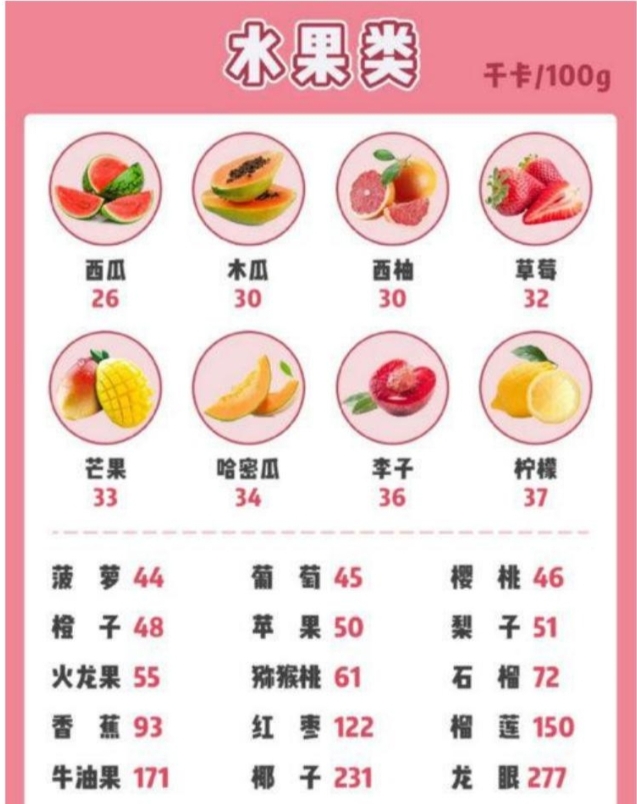 水果类
千卡/100g
西瓜 木瓜 西柚 草莓
26 30 30 32
芒果 哈密瓜 李子 柠檬
33 34 36 37
菠萝 44 葡萄 45 樱桃 46
橙子 48 苹果 50 梨子 51
火龙果 55 猕猴桃 61 石榴 72
香蕉 93 红枣 122 榴莲 150
牛油果 171 椰子 231 龙眼 277